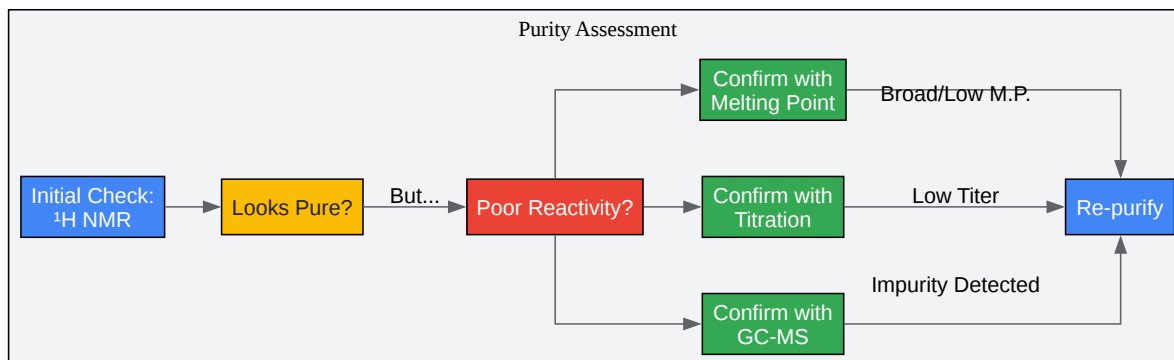 Purity Assessment
Initial Check:
¹H NMR
Looks Pure?
But...
Poor Reactivity?
Confirm with
Melting Point
Broad/Low M.P.
Confirm with
Titration
Low Titer
Confirm with
GC-MS
Impurity Detected
Re-purify